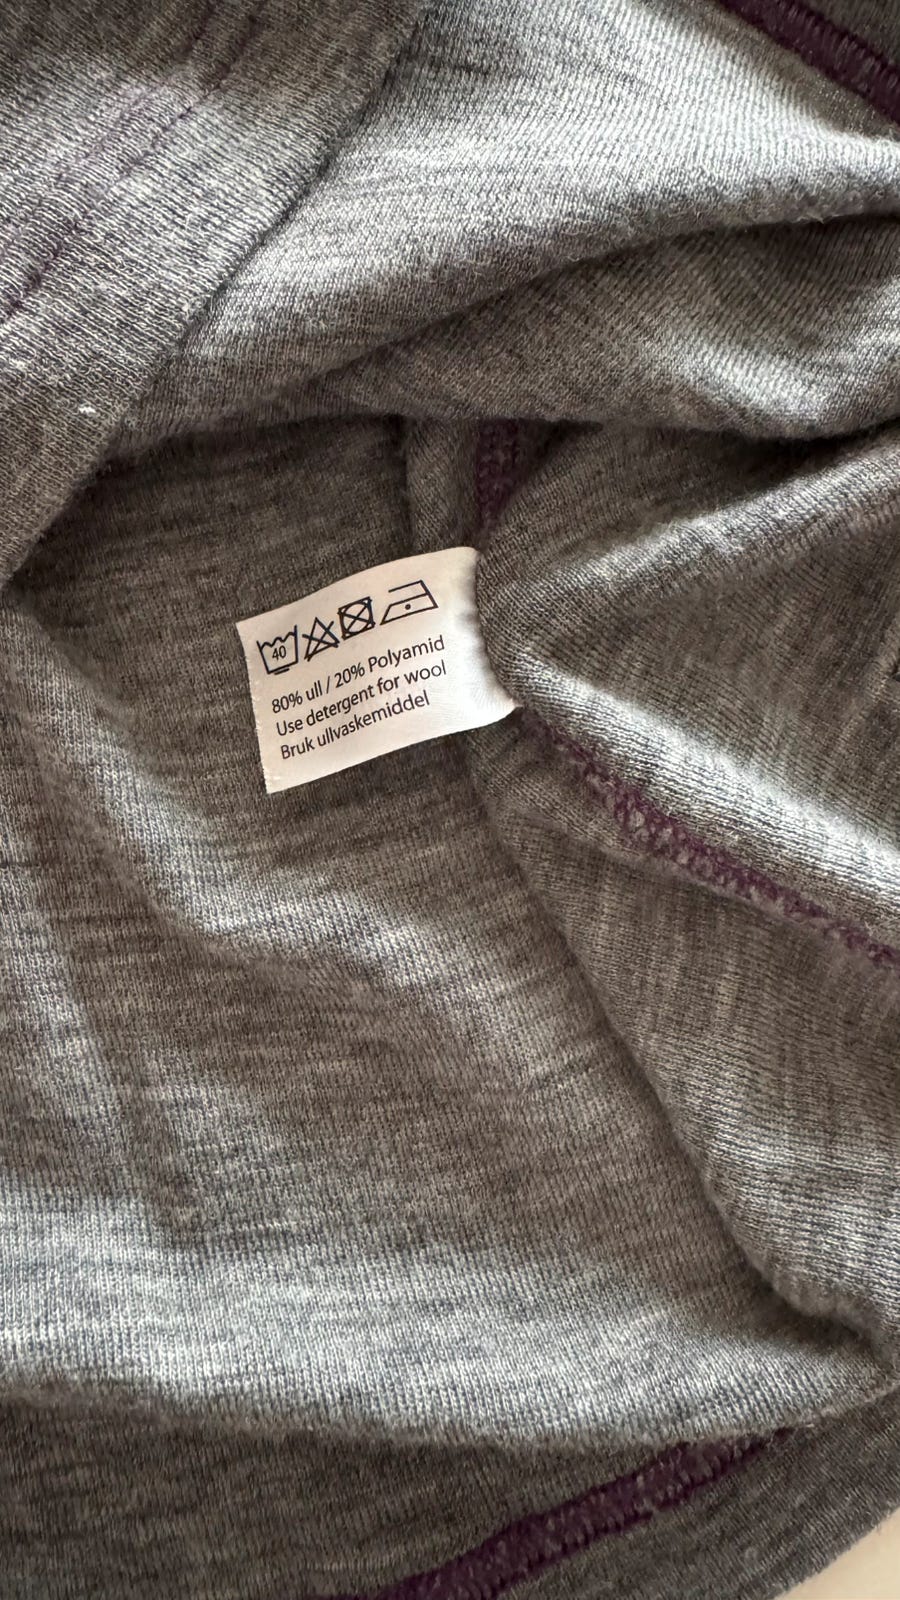 40
80% ull / 20% Polyamid
Use detergent for wool
Bruk ullvaskemiddel